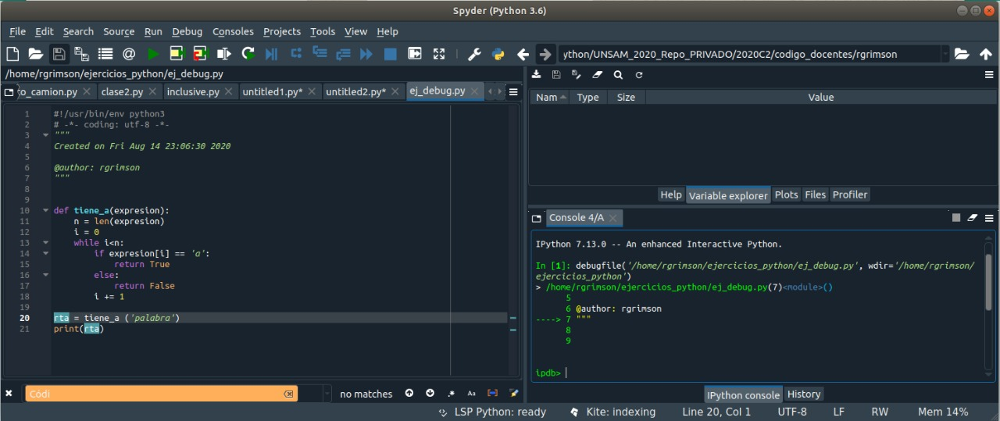 Spyder (Python 3.6)
File Edit Search Source Run Debug Consoles Projects Tools View Help
ython/UNSAM_2020_Repo_PRIVADO/2020C2/codigo_docentes/rgrimson
/home/rgrimson/ejercicios_python/ej_debug.py
co_camion.py clase2.py inclusive.py untitled1.py* untitled2.py* ej_debug.py
1 #!/usr/bin/env python3
2 # -*- coding: utf-8 -*-
3 """
4 Created on Fri Aug 14 23:06:30 2020
5
6 @author: rgrimson
7 """
8
9
10 def tiene_a(expresion):
11 n = len(expresion)
12 i = 0
13 while i<n:
14 if expresion[i] == 'a':
15 return True
16 else:
17 return False
18 i += 1
19
20 rta = tiene_a ('palabra')
21 print(rta)
Códi no matches Aa
Nam Type Size Value
Help Variable explorer Plots Files Profiler
Console 4/A
IPython 7.13.0 -- An enhanced Interactive Python.
In [1]: debugfile('/home/rgrimson/ejercicios_python/ej_debug.py', wdir='/home/rgrimson/
ejercicios_python')
> /home/rgrimson/ejercicios_python/ej_debug.py(7)<module>()
5
6 @author: rgrimson
----> 7 """
8
9
ipdb>
IPython console History
LSP Python: ready Kite: indexing Line 20, Col 1 UTF-8 LF RW Mem 14%